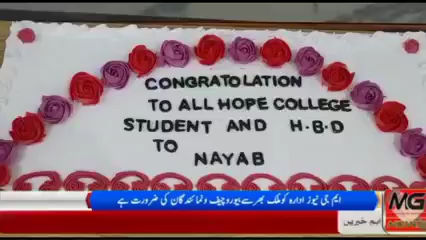 CONGRATOLATION
TO ALL HOPE COLLEGE
STUDENT AND H.B.D
TO
NAYAB
MG
ایم جی نیوز ادارہ کو ملک بھر سے بیورو چیف و نمائندگان کی ضرورت ہے
اہم خبریں